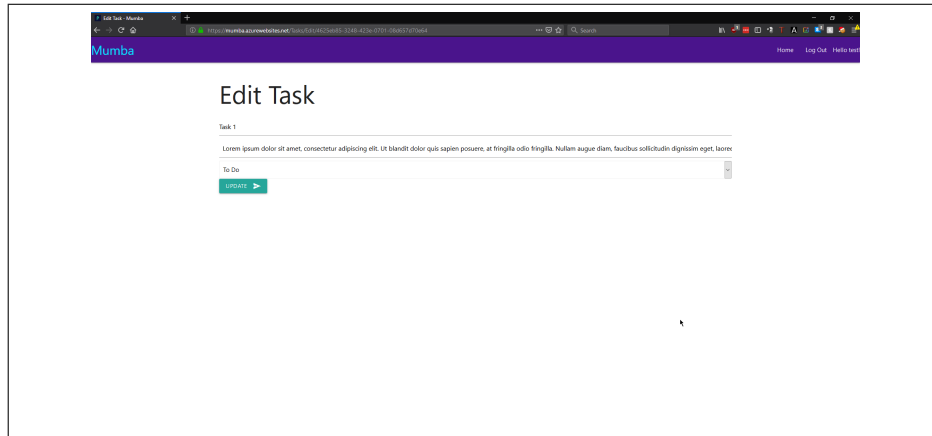 Edit Task - Mumba
https://mumba.azurewebsites.net/Tasks/Edit/4625eb85-3248-423e-0701-08d657d70e64
Search
Mumba
Home Log Out Hello test!
Edit Task
Task 1
Lorem ipsum dolor sit amet, consectetur adipiscing elit. Ut blandit dolor quis sapien posuere, at fringilla odio fringilla. Nullam augue diam, faucibus sollicitudin dignissim eget, laoree
To Do
UPDATE